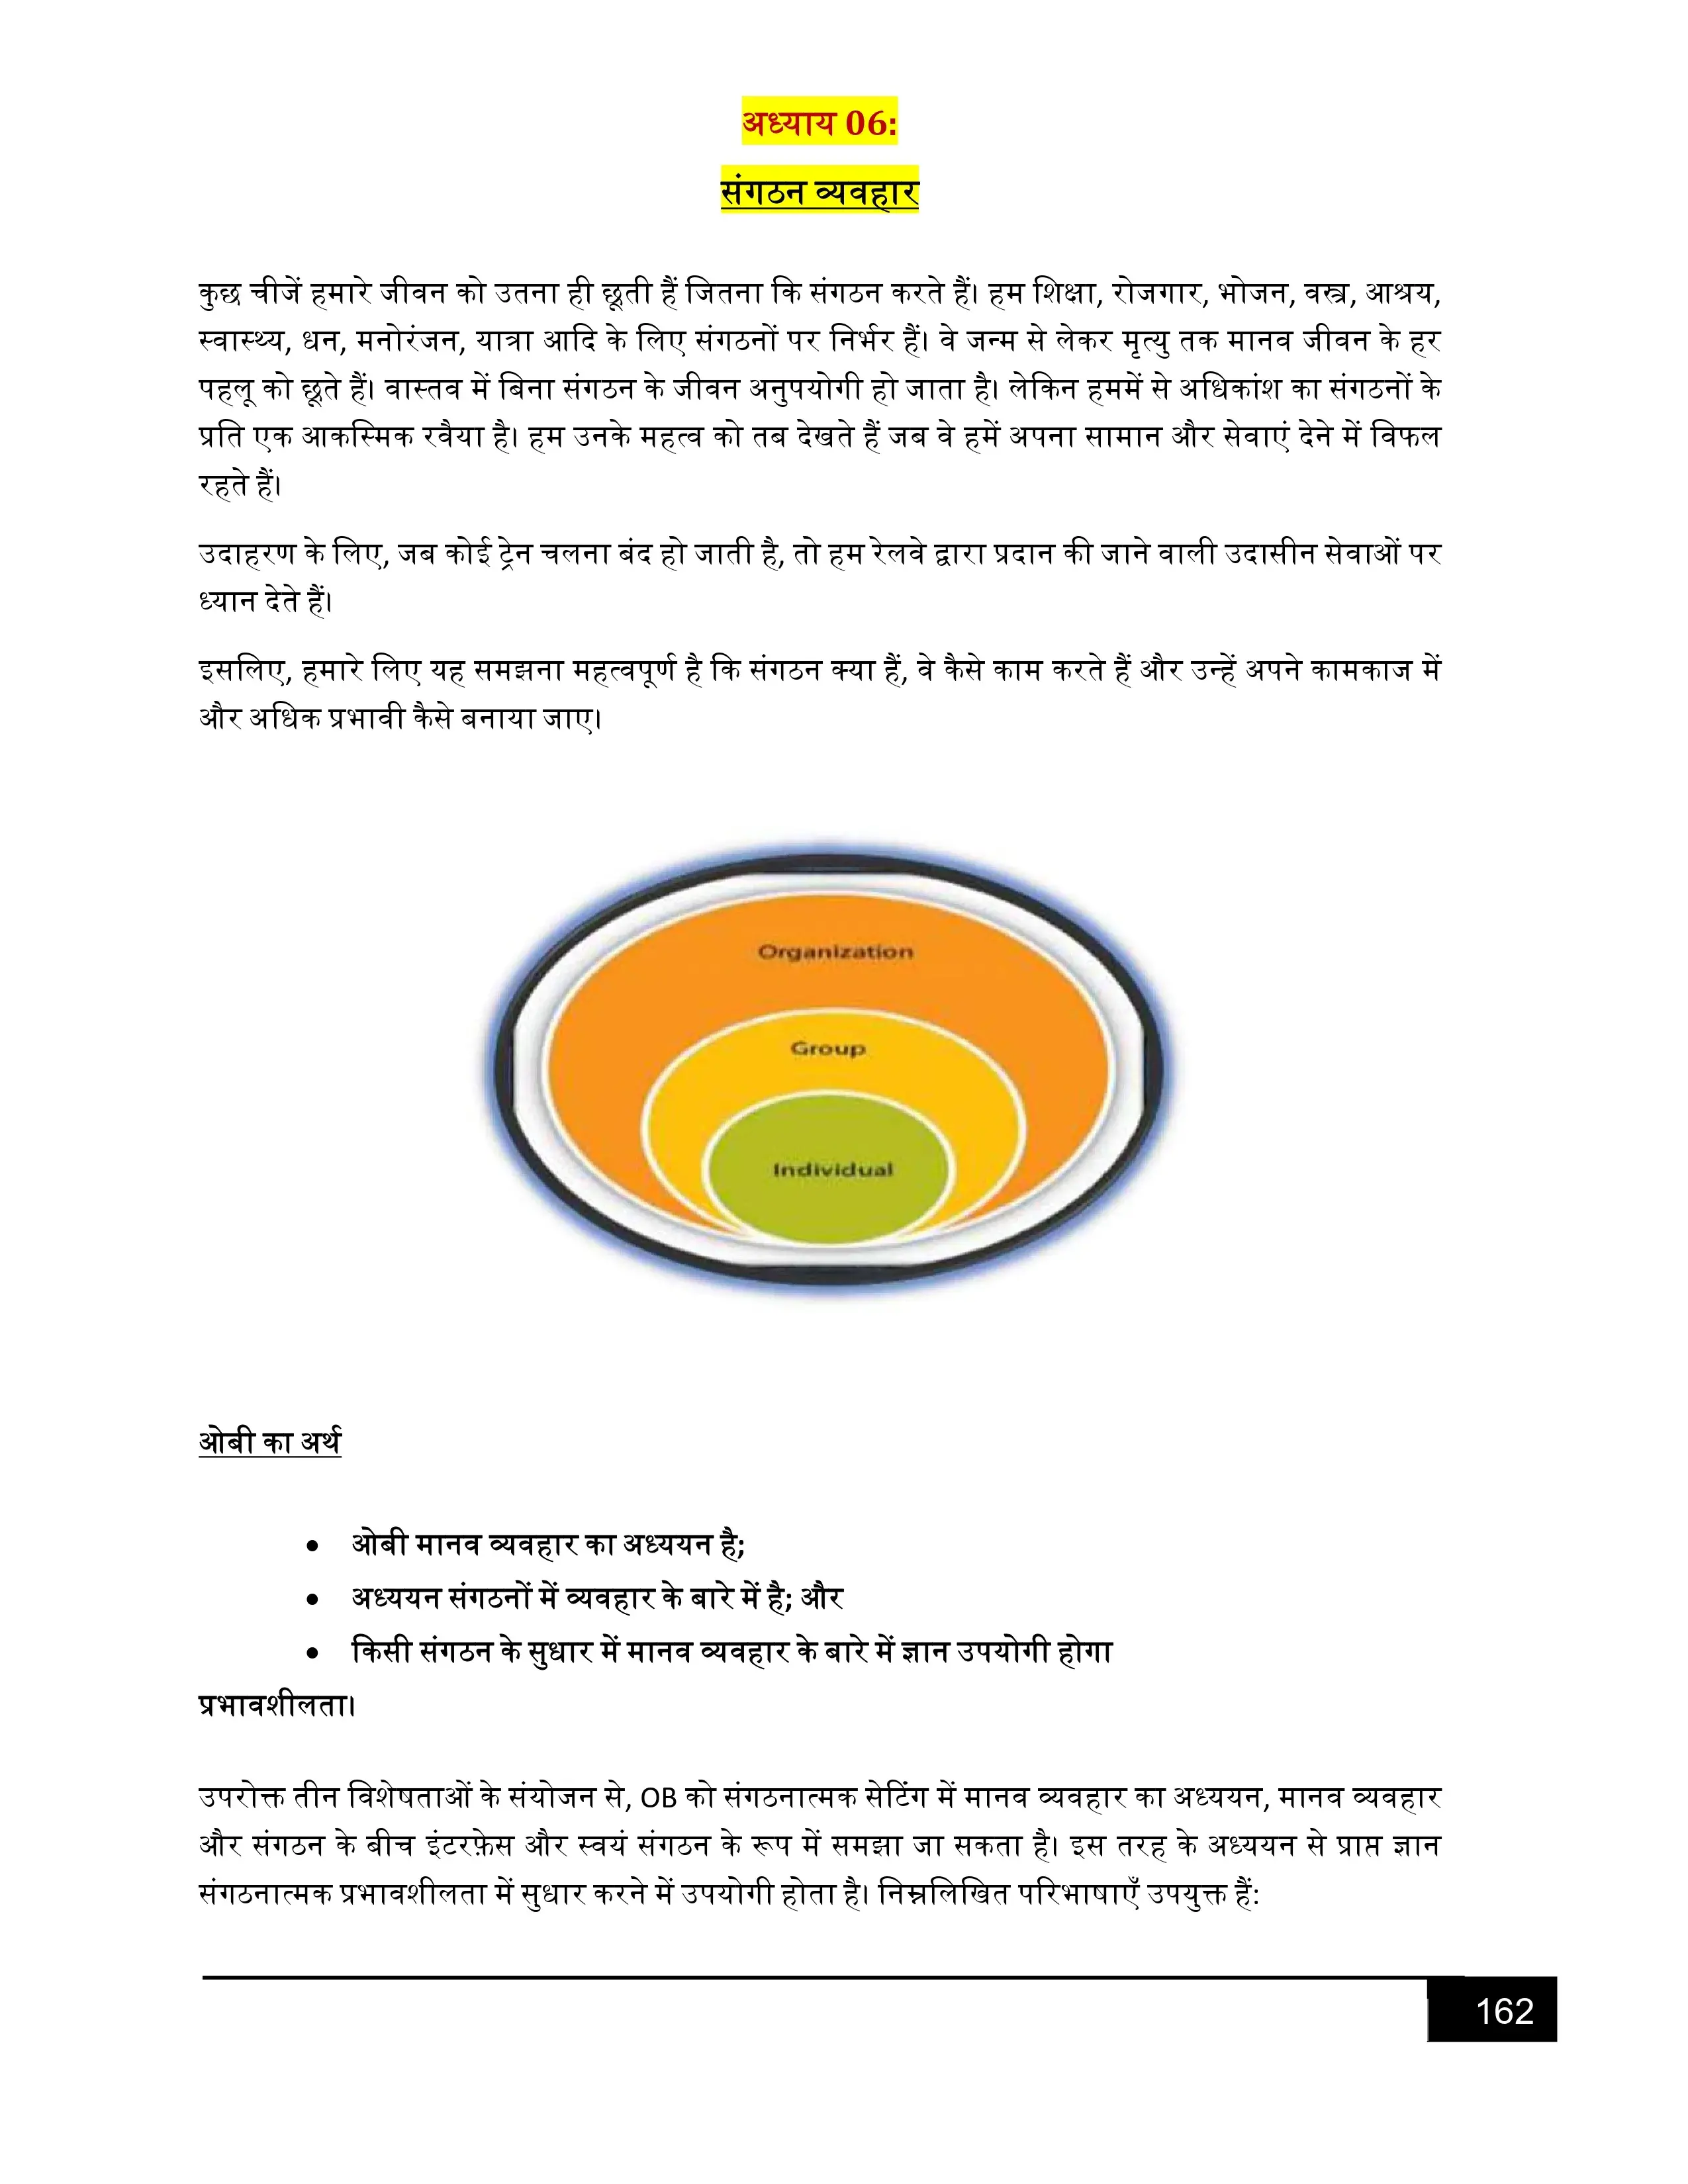 अध्याय 06:
संगठन व्यवहार
कुछ चीजें हमारे जीवन को उतना ही छूती हैं जितना कि संगठन करते हैं। हम शिक्षा, रोजगार, भोजन, वस्त्र, आश्रय,
स्वास्थ्य, धन, मनोरंजन, यात्रा आदि के लिए संगठनों पर निर्भर हैं। वे जन्म से लेकर मृत्यु तक मानव जीवन के हर
पहलू को छूते हैं। वास्तव में बिना संगठन के जीवन अनुपयोगी हो जाता है। लेकिन हममें से अधिकांश का संगठनों के
प्रति एक आकस्मिक रवैया है। हम उनके महत्व को तब देखते हैं जब वे हमें अपना सामान और सेवाएं देने में विफल
रहते हैं।
उदाहरण के लिए, जब कोई ट्रेन चलना बंद हो जाती है, तो हम रेलवे द्वारा प्रदान की जाने वाली उदासीन सेवाओं पर
ध्यान देते हैं।
इसलिए, हमारे लिए यह समझना महत्वपूर्ण है कि संगठन क्या हैं, वे कैसे काम करते हैं और उन्हें अपने कामकाज में
और अधिक प्रभावी कैसे बनाया जाए।
Organization
Group
Individual
ओबी का अर्थ
• ओबी मानव व्यवहार का अध्ययन है;
• अध्ययन संगठनों में व्यवहार के बारे में है; और
• किसी संगठन के सुधार में मानव व्यवहार के बारे में ज्ञान उपयोगी होगा
प्रभावशीलता।
उपरोक्त तीन विशेषताओं के संयोजन से, OB को संगठनात्मक सेटिंग में मानव व्यवहार का अध्ययन, मानव व्यवहार
और संगठन के बीच इंटरफ़ेस और स्वयं संगठन के रूप में समझा जा सकता है। इस तरह के अध्ययन से प्राप्त ज्ञान
संगठनात्मक प्रभावशीलता में सुधार करने में उपयोगी होता है। निम्नलिखित परिभाषाएँ उपयुक्त हैं:
162